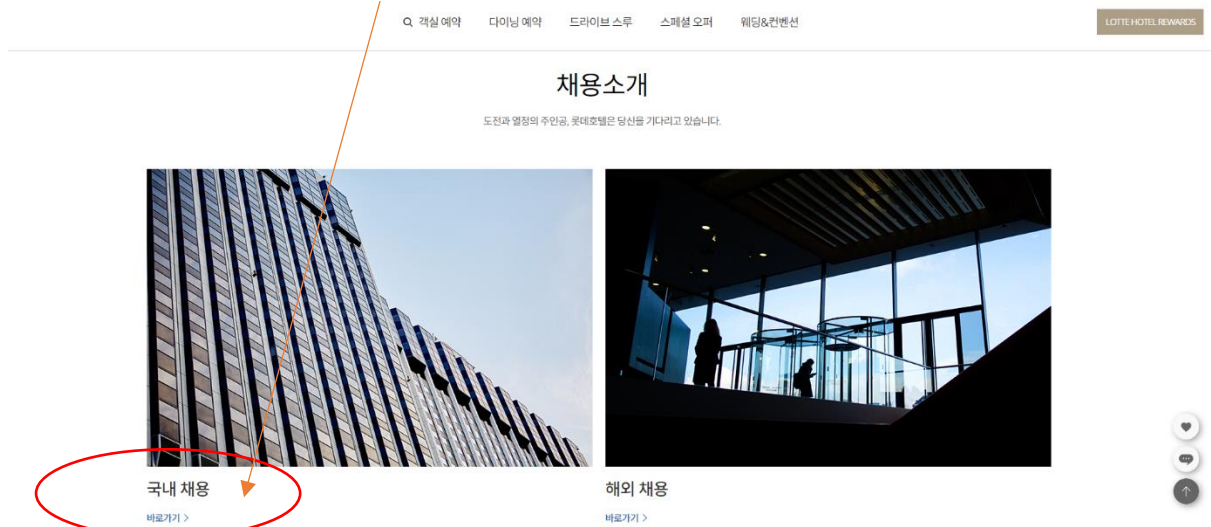 객실 예약 다이닝 예약 드라이브 스루 스페셜 오퍼 웨딩&컨벤션 LOTTE HOTEL REWARDS
채용소개
도전과 열정의 주인공, 롯데호텔은 당신을 기다리고 있습니다.
국내 채용 해외 채용
바로가기 > 바로가기 >